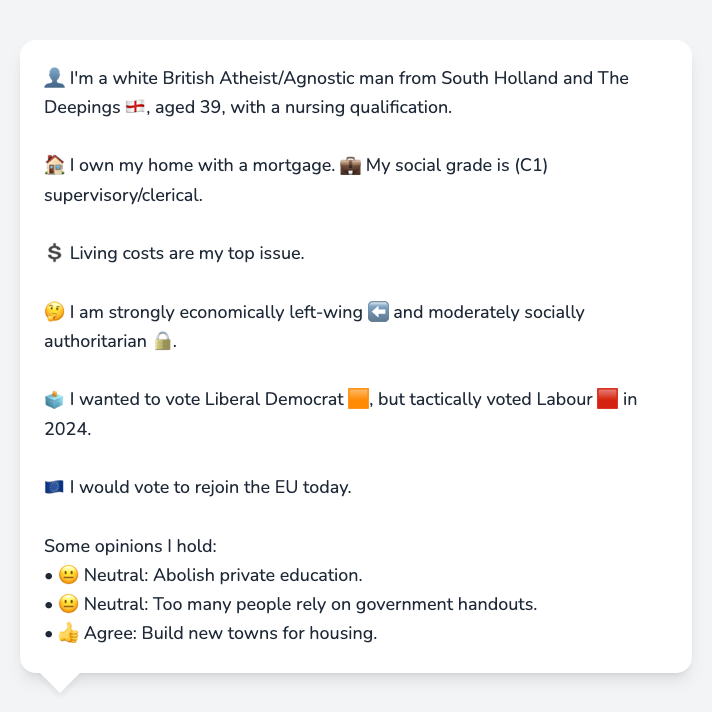 👤 I'm a white British Atheist/Agnostic man from South Holland and The
Deepings 🏴󠁧󠁢󠁥󠁮󠁧󠁿, aged 39, with a nursing qualification.
🏠 I own my home with a mortgage. 💼 My social grade is (C1)
supervisory/clerical.
💲 Living costs are my top issue.
🤔 I am strongly economically left-wing ⬅️ and moderately socially
authoritarian 🔒.
🗳️ I wanted to vote Liberal Democrat 🟧, but tactically voted Labour 🟥 in
2024.
🇪🇺 I would vote to rejoin the EU today.
Some opinions I hold:
• 😐 Neutral: Abolish private education.
• 😐 Neutral: Too many people rely on government handouts.
• 👍 Agree: Build new towns for housing.